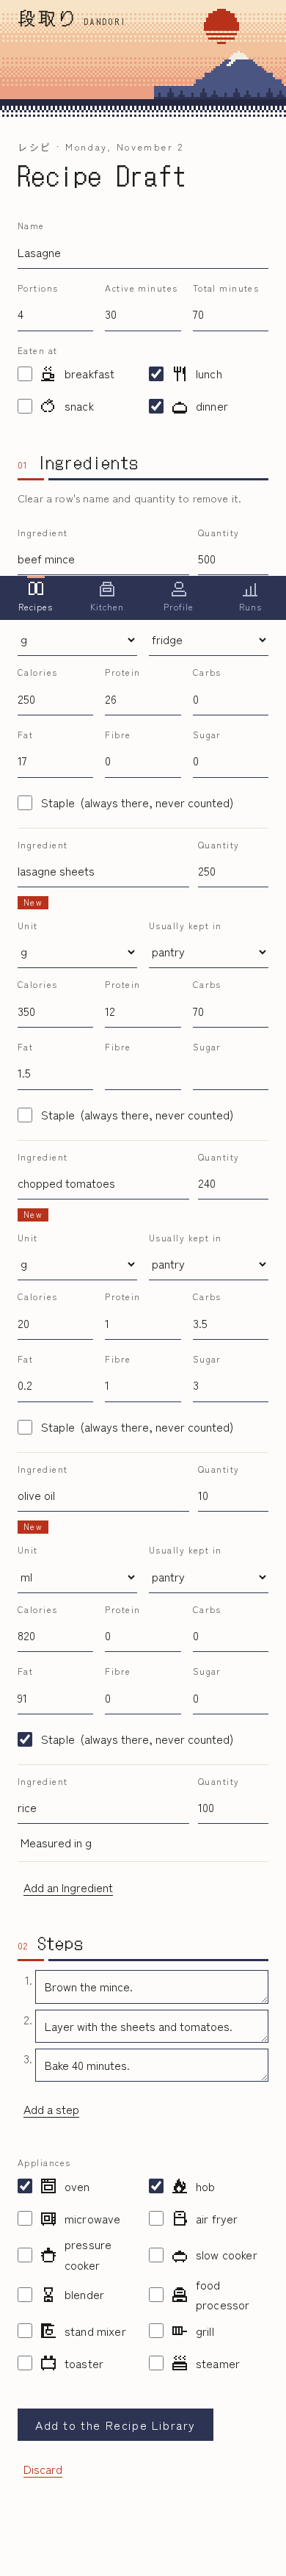 段取り DANDORI
レシピ · Monday, November 2
Recipe Draft
Name
Lasagne
Portions Active minutes Total minutes
4 30 70
Eaten at
breakfast lunch
snack dinner
01 Ingredients
Clear a row's name and quantity to remove it.
Ingredient Quantity
beef mince 500
Recipes Kitchen Profile Runs
g fridge
Calories Protein Carbs
250 26 0
Fat Fibre Sugar
17 0 0
Staple (always there, never counted)
Ingredient Quantity
lasagne sheets 250
New
Unit Usually kept in
g pantry
Calories Protein Carbs
350 12 70
Fat Fibre Sugar
1.5
Staple (always there, never counted)
Ingredient Quantity
chopped tomatoes 240
New
Unit Usually kept in
g pantry
Calories Protein Carbs
20 1 3.5
Fat Fibre Sugar
0.2 1 3
Staple (always there, never counted)
Ingredient Quantity
olive oil 10
New
Unit Usually kept in
ml pantry
Calories Protein Carbs
820 0 0
Fat Fibre Sugar
91 0 0
Staple (always there, never counted)
Ingredient Quantity
rice 100
Measured in g
Add an Ingredient
02 Steps
1. Brown the mince.
2. Layer with the sheets and tomatoes.
3. Bake 40 minutes.
Add a step
Appliances
oven hob
microwave air fryer
pressure cooker slow cooker
blender food processor
stand mixer grill
toaster steamer
Add to the Recipe Library
Discard